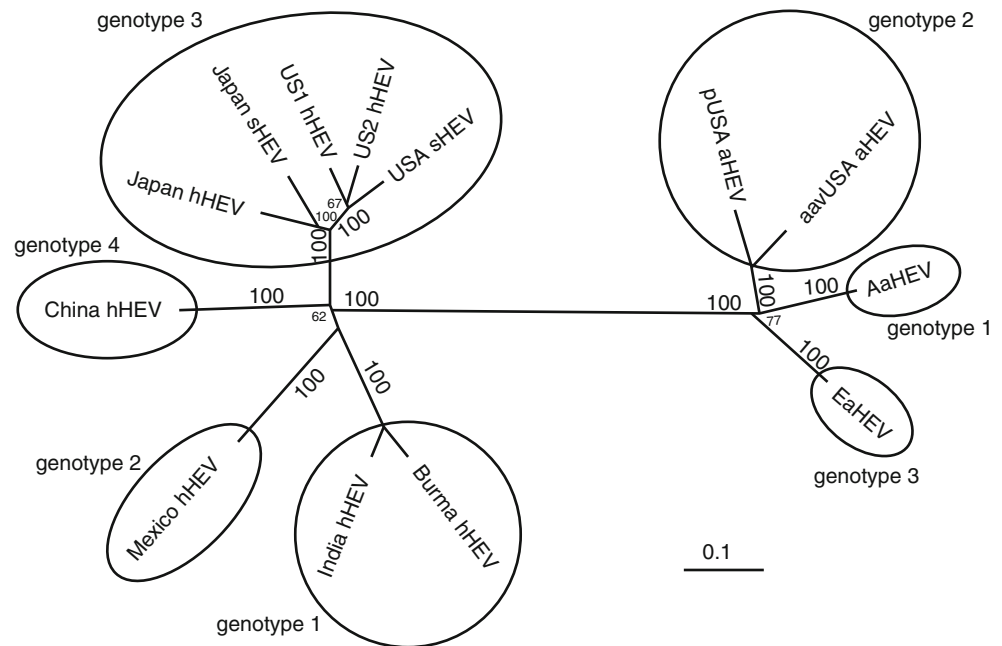 genotype 3
genotype 2
Japan sHEV
US1 hHEV
US2 hHEV
USA sHEV
Japan hHEV
pUSA aHEV
aavUSA aHEV
67
100
100
100
genotype 4
China hHEV
100
100
62
100
100
100
AaHEV
genotype 1
77
100
EaHEV
genotype 3
100
100
genotype 2
Mexico hHEV
India hHEV
Burma hHEV
genotype 1
0.1